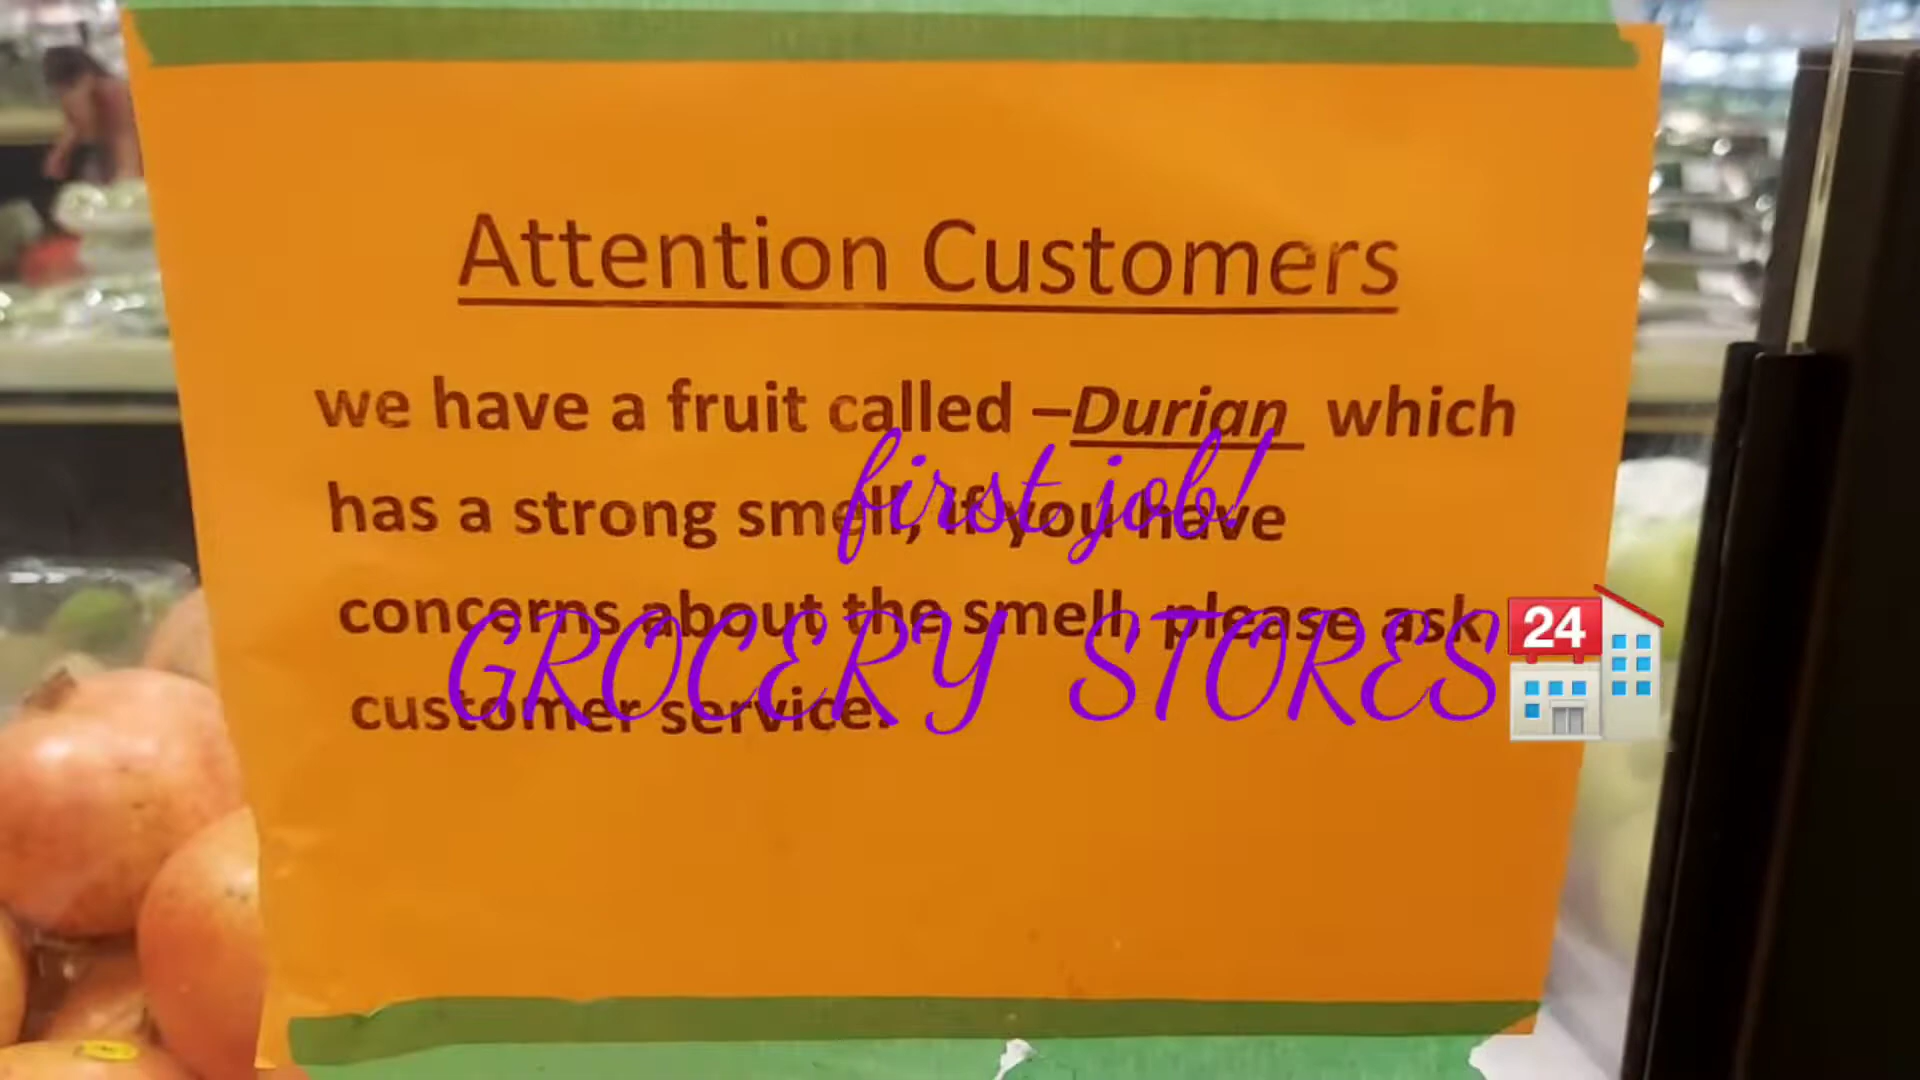 Attention Customers
we have a fruit called –Durian which
has a strong smell, if you have
first job!
concerns about the smell, please ask
GROCERY STORES
24
customer service.